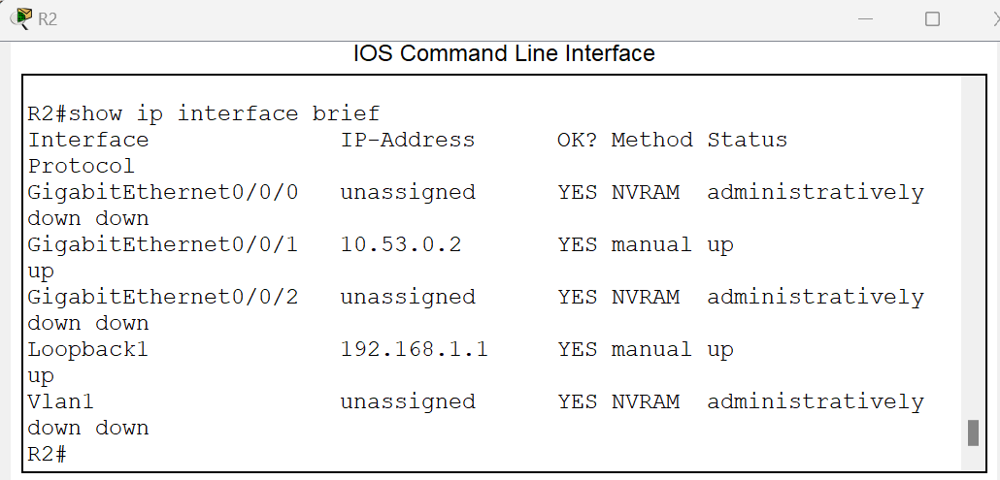 R2
IOS Command Line Interface
R2#show ip interface brief
Interface              IP-Address      OK? Method Status
Protocol
GigabitEthernet0/0/0   unassigned      YES NVRAM  administratively
down down
GigabitEthernet0/0/1   10.53.0.2       YES manual up
up
GigabitEthernet0/0/2   unassigned      YES NVRAM  administratively
down down
Loopback1              192.168.1.1     YES manual up
up
Vlan1                  unassigned      YES NVRAM  administratively
down down
R2#